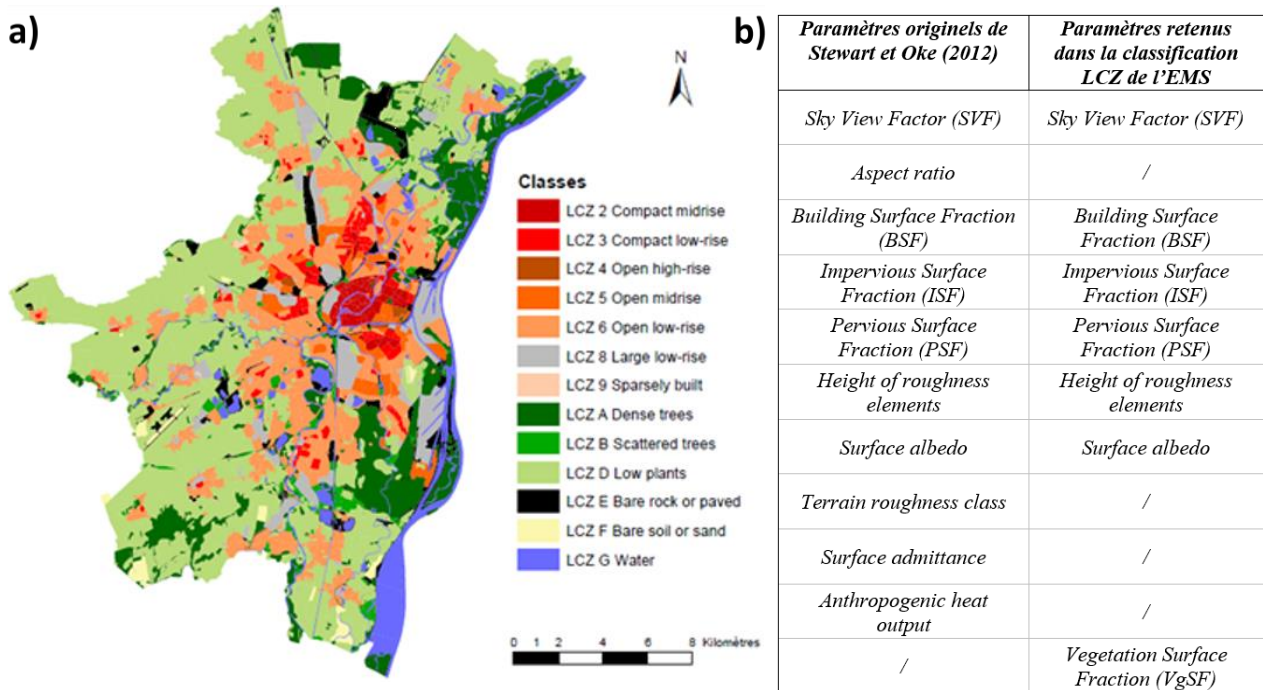 a)
N
Classes
LCZ 2 Compact midrise
LCZ 3 Compact low-rise
LCZ 4 Open high-rise
LCZ 5 Open midrise
LCZ 6 Open low-rise
LCZ 8 Large low-rise
LCZ 9 Sparsely built
LCZ A Dense trees
LCZ B Scattered trees
LCZ D Low plants
LCZ E Bare rock or paved
LCZ F Bare soil or sand
LCZ G Water
0 1 2 4 6 8 Kilomètres
b)
Paramètres originels de
Stewart et Oke (2012)
Paramètres retenus
dans la classification
LCZ de l'EMS
Sky View Factor (SVF)
Sky View Factor (SVF)
Aspect ratio
/
Building Surface Fraction
(BSF)
Building Surface
Fraction (BSF)
Impervious Surface
Fraction (ISF)
Impervious Surface
Fraction (ISF)
Pervious Surface
Fraction (PSF)
Pervious Surface
Fraction (PSF)
Height of roughness
elements
Height of roughness
elements
Surface albedo
Surface albedo
Terrain roughness class
/
Surface admittance
/
Anthropogenic heat
output
/
/
Vegetation Surface
Fraction (VgSF)